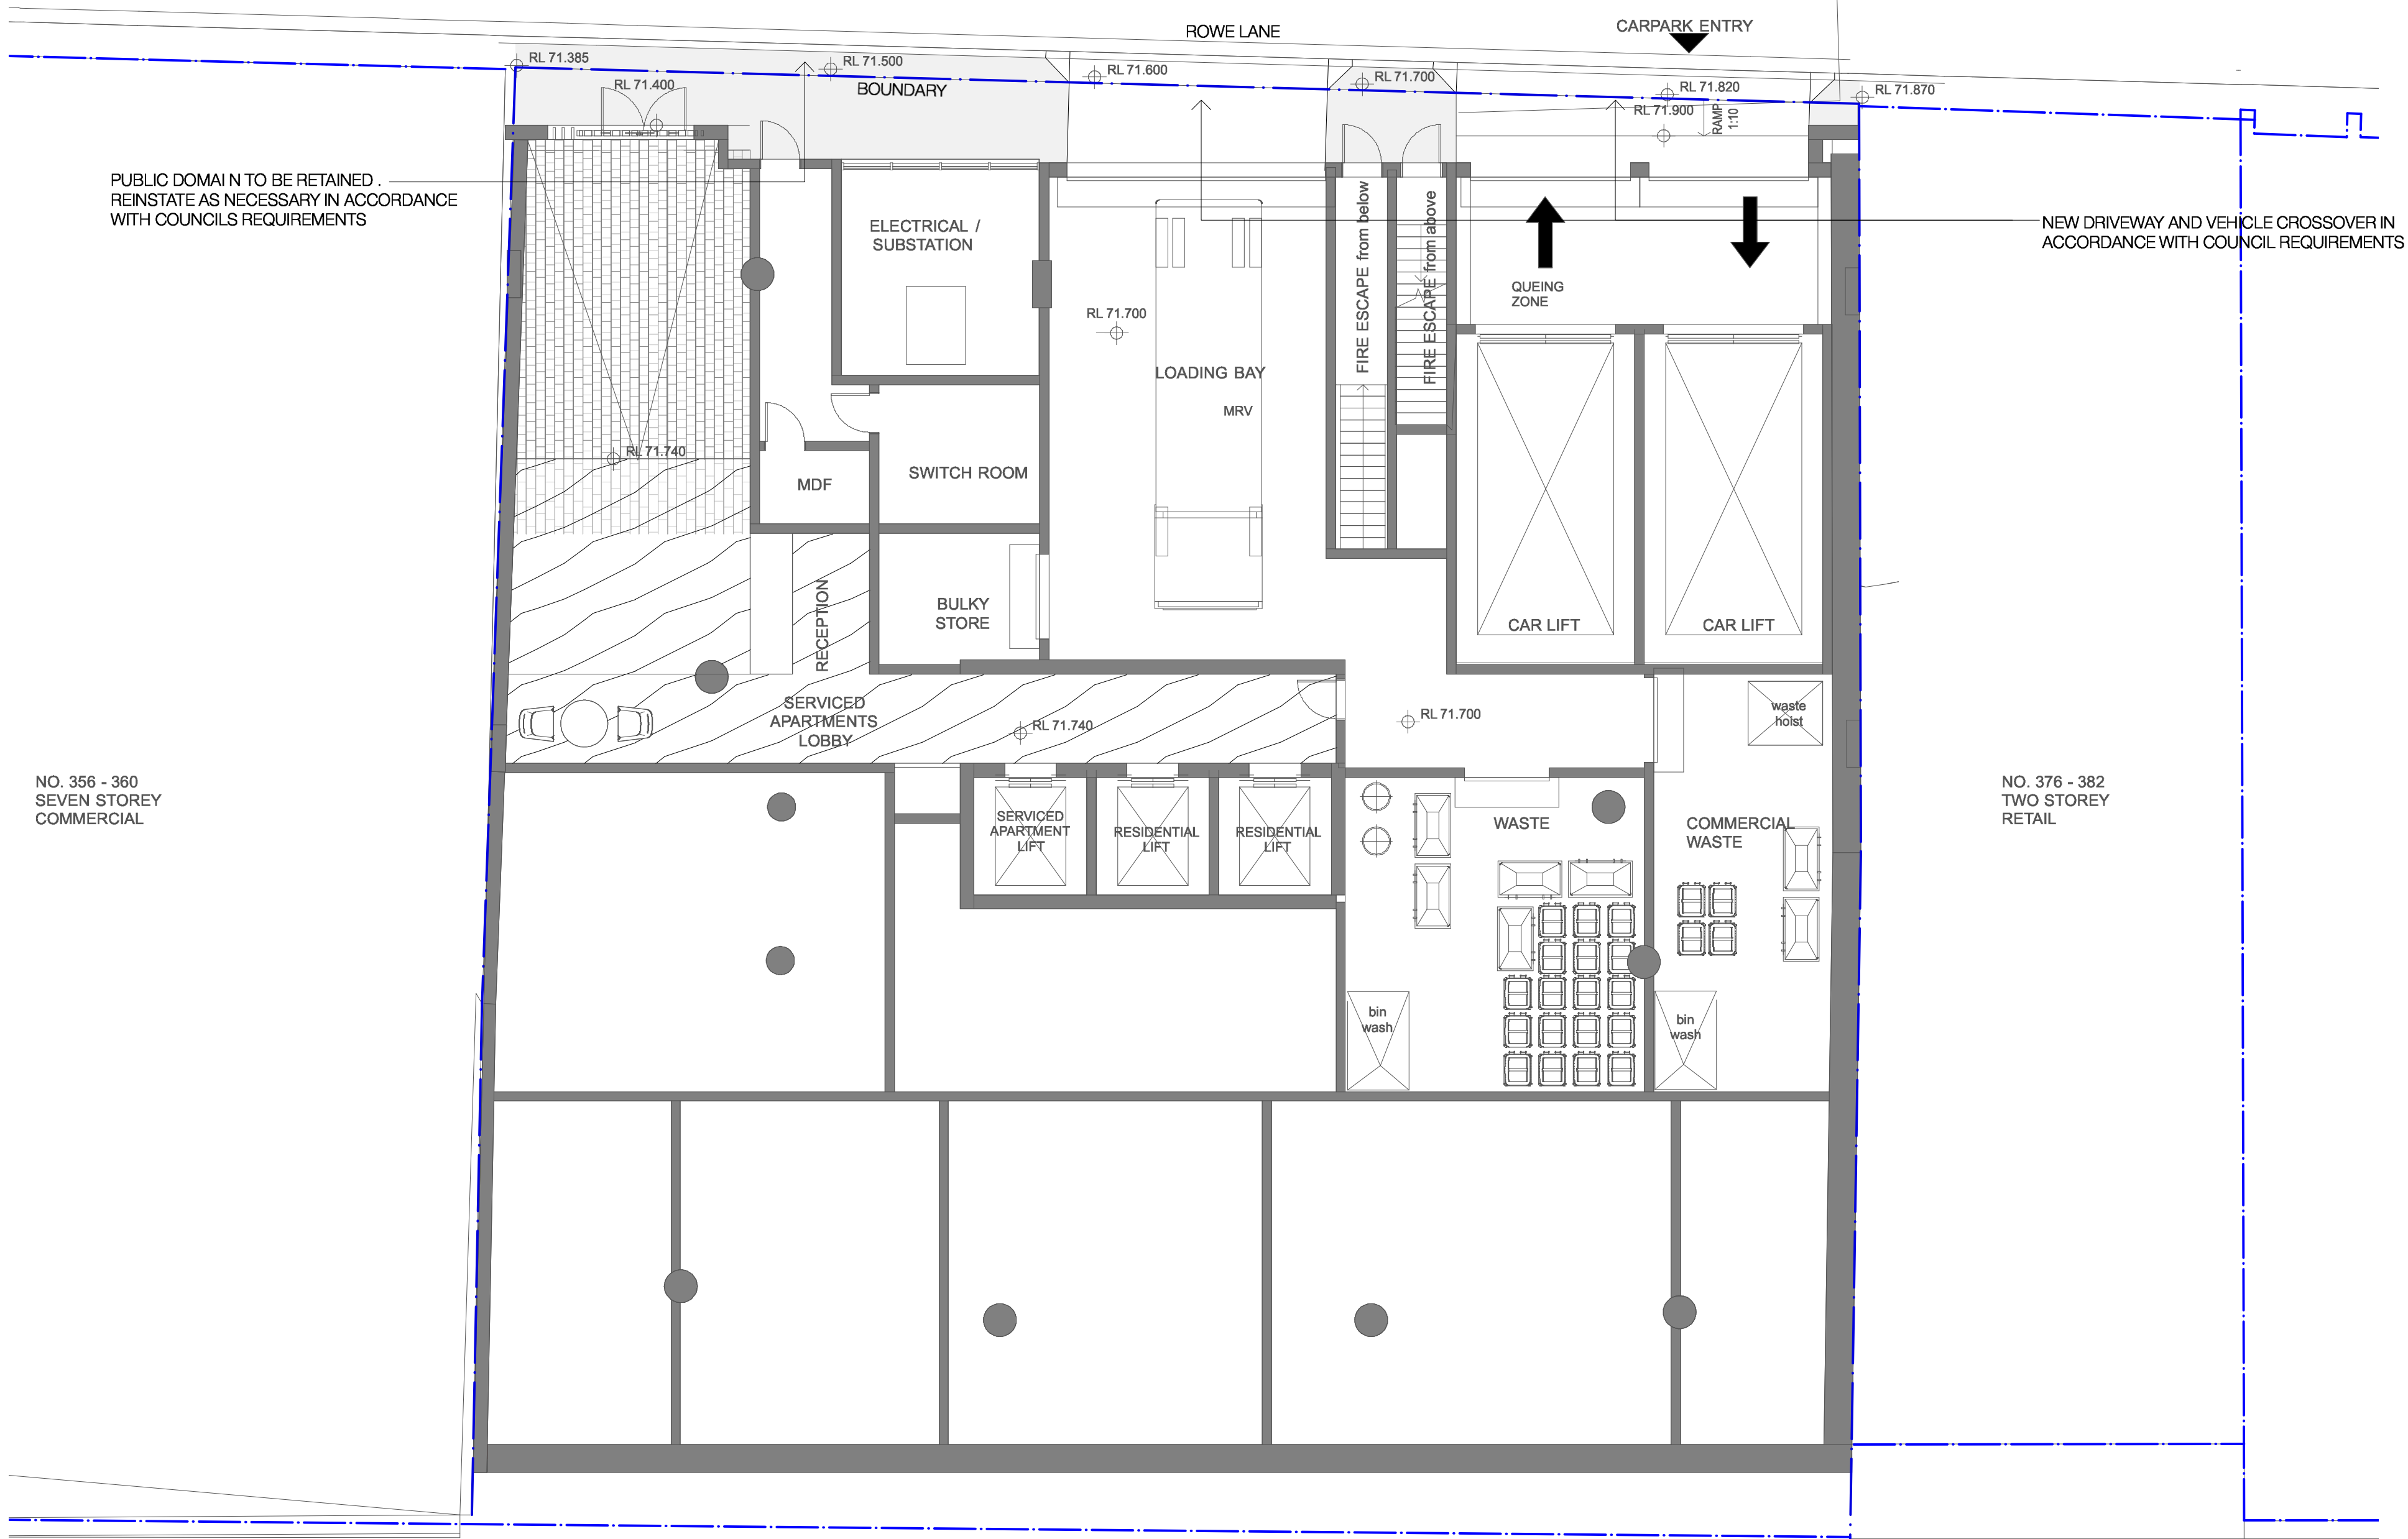 ROWE LANE
CARPARK ENTRY
RL 71.385
RL 71.500
RL 71.600
RL 71.700
RL 71.820
RL 71.870
RL 71.400
BOUNDARY
RL 71.900
RAMP
1:10
PUBLIC DOMAI N TO BE RETAINED .
REINSTATE AS NECESSARY IN ACCORDANCE
WITH COUNCILS REQUIREMENTS
NEW DRIVEWAY AND VEHICLE CROSSOVER IN
ACCORDANCE WITH COUNCIL REQUIREMENTS
ELECTRICAL /
SUBSTATION
FIRE ESCAPE from below
FIRE ESCAPE from above
QUEING
ZONE
RL 71.700
LOADING BAY
MRV
RL 71.740
MDF
SWITCH ROOM
BULKY
STORE
RECEPTION
CAR LIFT
CAR LIFT
SERVICED
APARTMENTS
LOBBY
RL 71.740
RL 71.700
waste
hoist
NO. 356 - 360
SEVEN STOREY
COMMERCIAL
NO. 376 - 382
TWO STOREY
RETAIL
SERVICED
APARTMENT
LIFT
RESIDENTIAL
LIFT
RESIDENTIAL
LIFT
WASTE
COMMERCIAL
WASTE
bin
wash
bin
wash